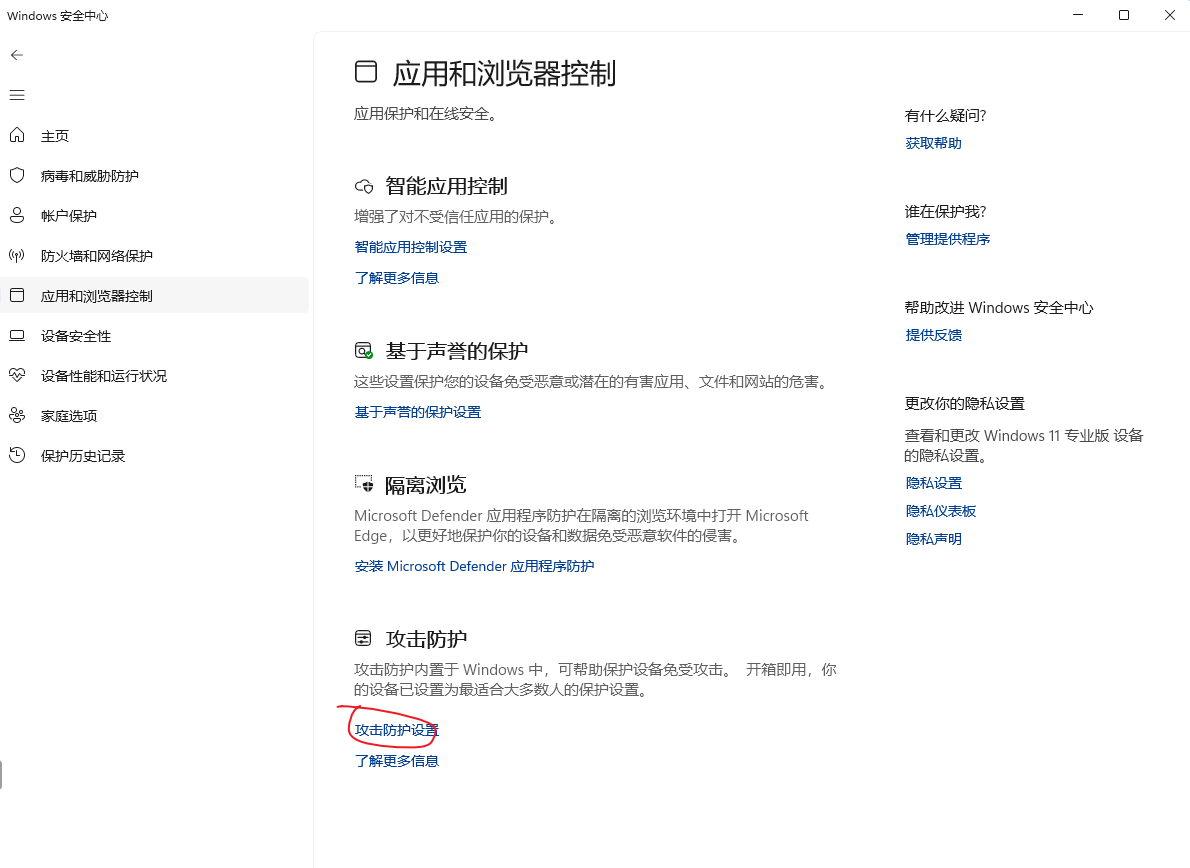 Windows 安全中心
主页
病毒和威胁防护
帐户保护
防火墙和网络保护
应用和浏览器控制
设备安全性
设备性能和运行状况
家庭选项
保护历史记录
应用和浏览器控制
应用保护和在线安全。
智能应用控制
增强了对不受信任应用的保护。
智能应用控制设置
了解更多信息
基于声誉的保护
这些设置保护您的设备免受恶意或潜在的有害应用、文件和网站的危害。
基于声誉的保护设置
隔离浏览
Microsoft Defender 应用程序防护在隔离的浏览环境中打开 Microsoft
Edge，以更好地保护你的设备和数据免受恶意软件的侵害。
安装 Microsoft Defender 应用程序防护
攻击防护
攻击防护内置于 Windows 中，可帮助保护设备免受攻击。 开箱即用，你
的设备已设置为最适合大多数人的保护设置。
攻击防护设置
了解更多信息
有什么疑问?
获取帮助
谁在保护我?
管理提供程序
帮助改进 Windows 安全中心
提供反馈
更改你的隐私设置
查看和更改 Windows 11 专业版 设备
的隐私设置。
隐私设置
隐私仪表板
隐私声明